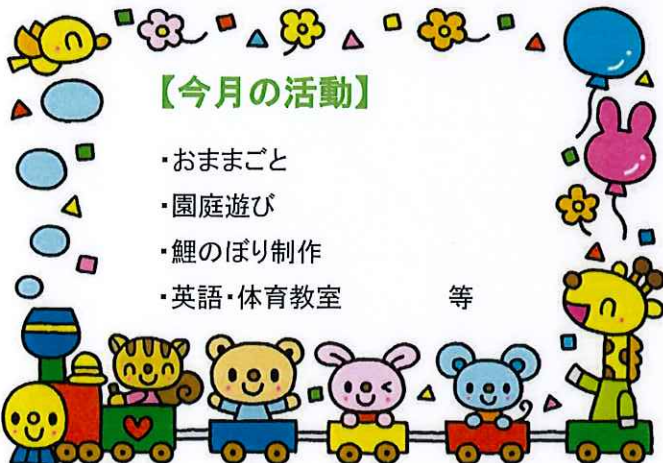 【今月の活動】
・おままごと
・園庭遊び
・鯉のぼり制作
・英語・体育教室　　　　等